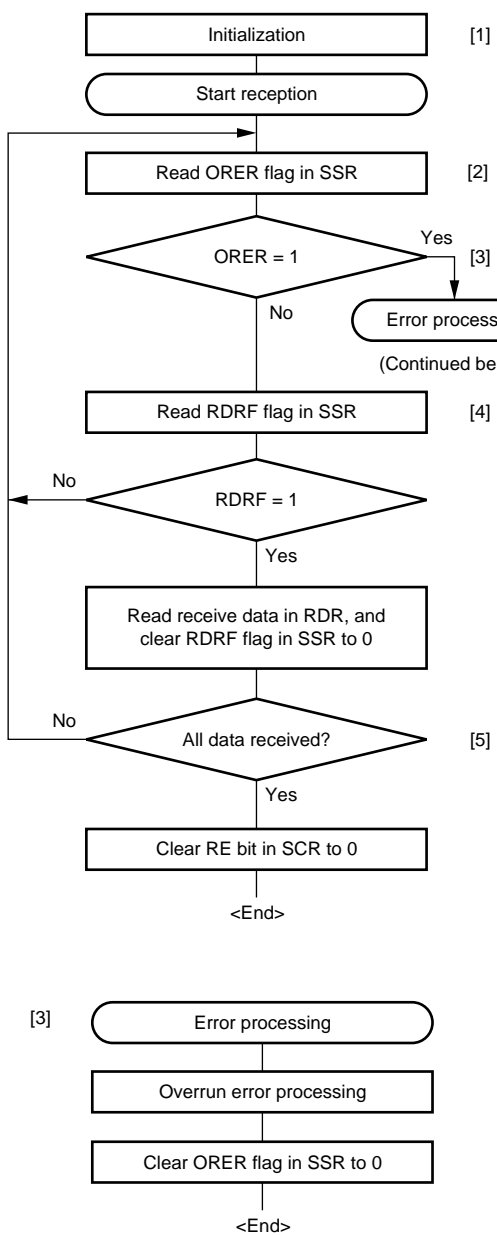 Initialization [1]
Start reception
Read ORER flag in SSR [2]
Yes
ORER = 1 [3]
No
Error process
(Continued be
Read RDRF flag in SSR [4]
No
RDRF = 1
Yes
Read receive data in RDR, and
clear RDRF flag in SSR to 0
No
All data received? [5]
Yes
Clear RE bit in SCR to 0
<End>
[3] Error processing
Overrun error processing
Clear ORER flag in SSR to 0
<End>